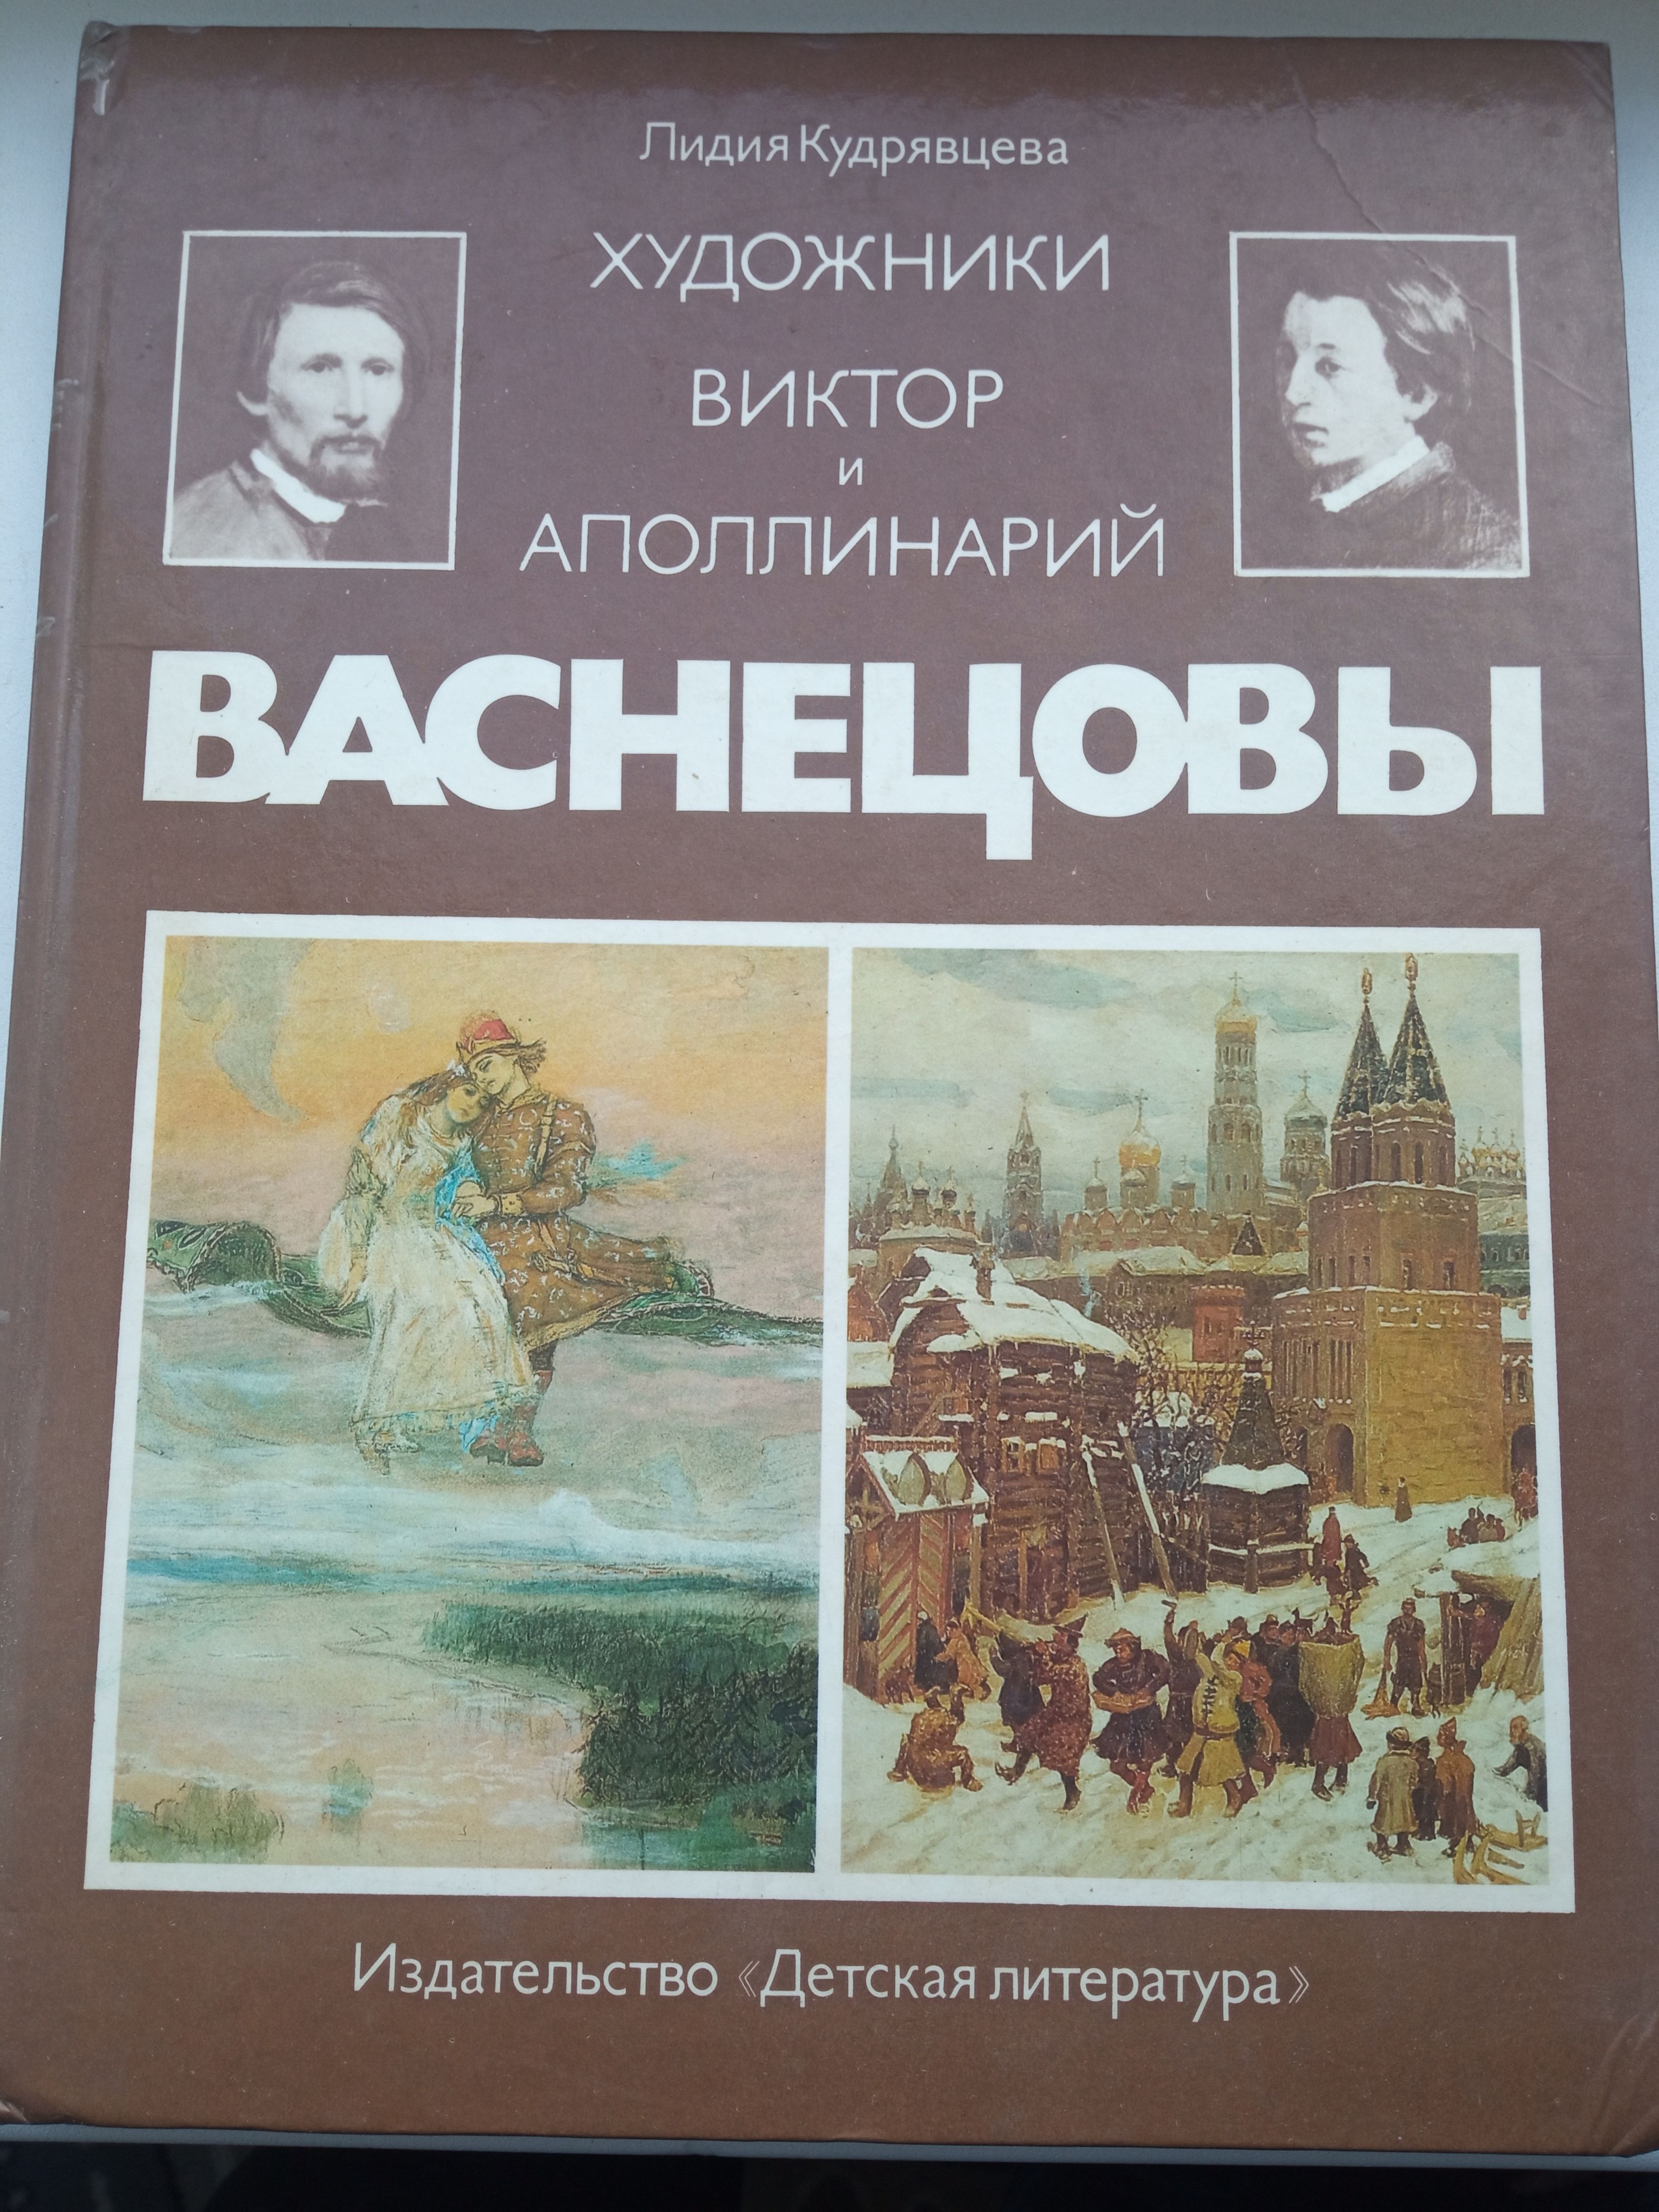 Лидия Кудрявцева
ХУДОЖНИКИ
ВИКТОР
и
АПОЛЛИНАРИЙ
ВАСНЕЦОВЫ
Издательство «Детская литература»